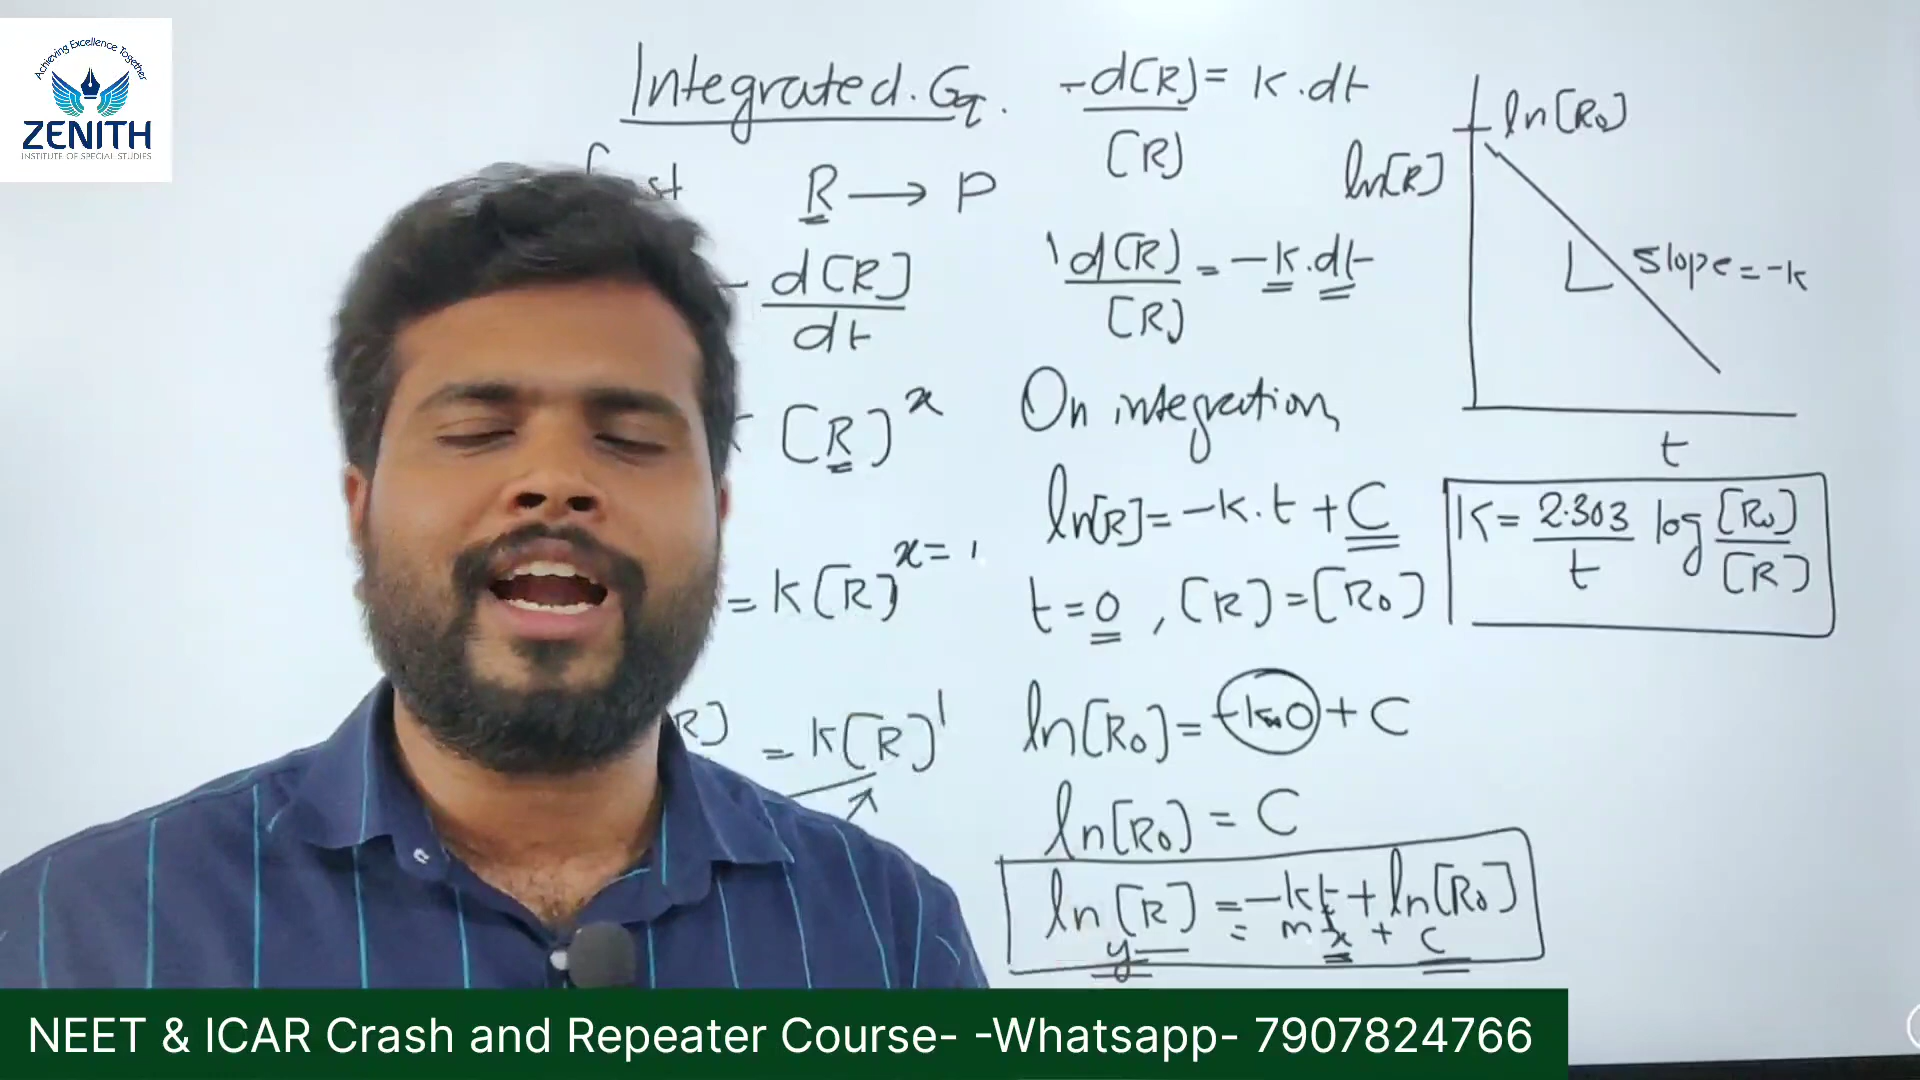 Achieving Excellence Together
ZENITH
INSTITUTE OF SPECIAL STUDIES
Integrated. Eq.
R → P
d[R]
dt
[R]^x
x=1
= k[R]
R] = k[R]^1
-d[R] = k.dt
[R]
d[R] = -k.dt
[R]
On integration,
ln[R] = -k.t + C
t=0, [R] = [R₀]
ln[R₀] = -k×0 + C
ln[R₀] = C
ln[R] = -kt + ln[R₀]
y = m x + c
ln[R₀]
ln[R]
slope = -k
t
K = 2.303 log [R₀]
t [R]
NEET & ICAR Crash and Repeater Course- -Whatsapp- 7907824766